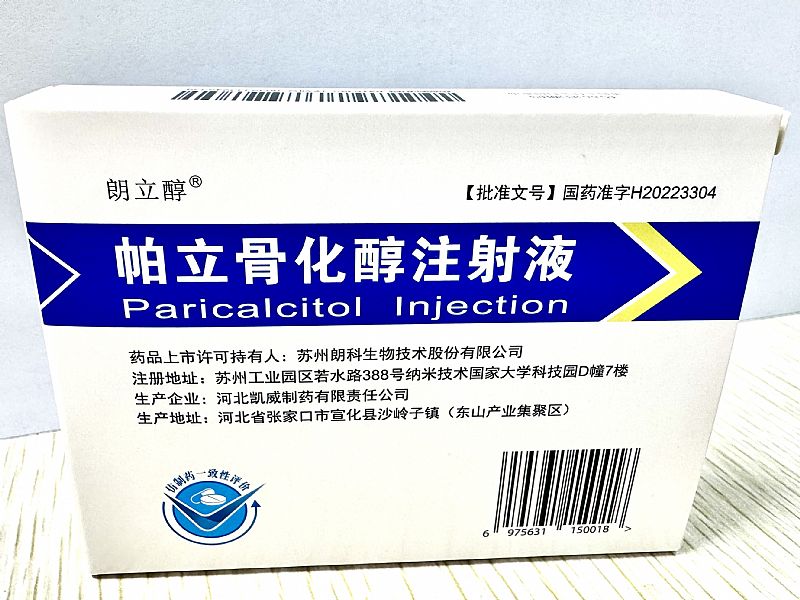 朗立醇®
【批准文号】国药准字H20223304
帕立骨化醇注射液
Paricalcitol Injection
药品上市许可持有人：苏州朗科生物技术股份有限公司
注册地址：苏州工业园区若水路388号纳米技术国家大学科技园D幢7楼
生产企业：河北凯威制药有限责任公司
生产地址：河北省张家口市宣化县沙岭子镇（东山产业集聚区）
仿制药一致性评价
6 975631 150018 >